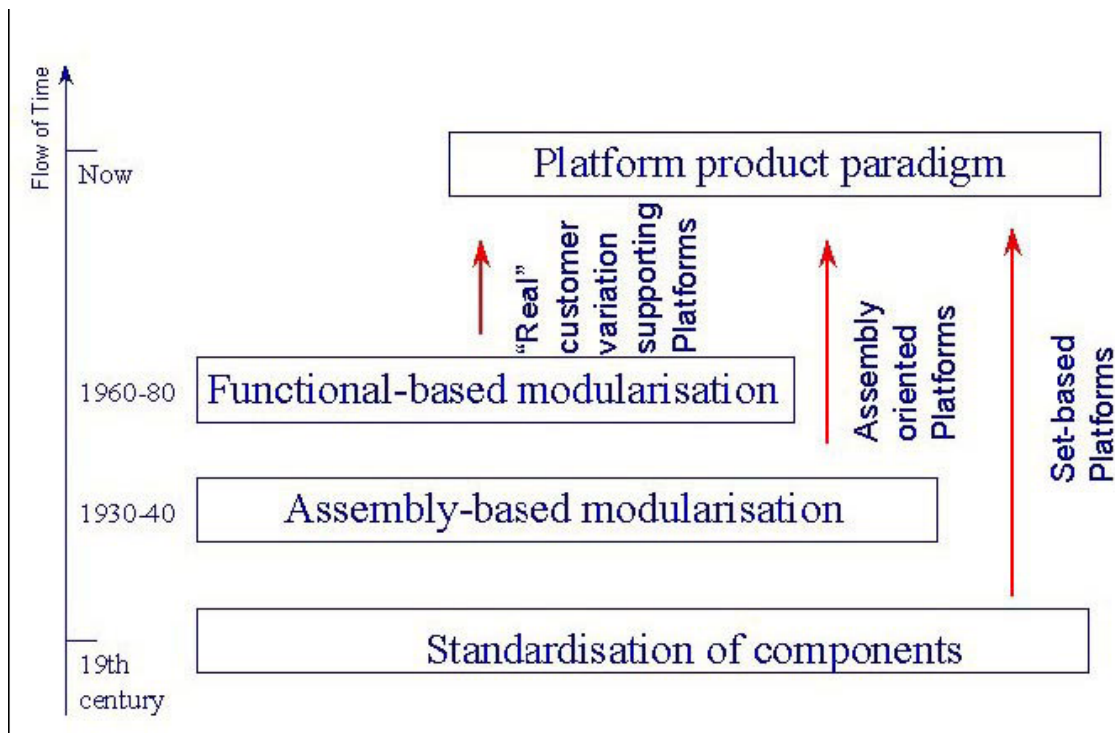 Flow of Time
Now
Platform product paradigm
“Real”
customer
variation
supporting
Platforms
Assembly
oriented
Platforms
Set-based
Platforms
1960-80
Functional-based modularisation
1930-40
Assembly-based modularisation
Standardisation of components
19th
century